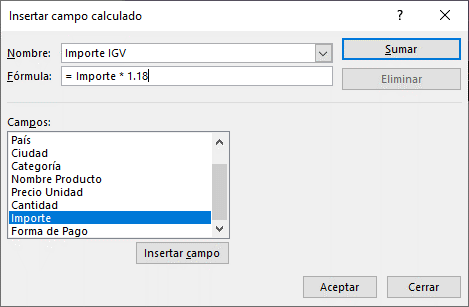 Insertar campo calculado
?
Nombre: Importe IGV
Sumar
Fórmula: = Importe * 1.18
Eliminar
Campos:
País
Ciudad
Categoría
Nombre Producto
Precio Unidad
Cantidad
Importe
Forma de Pago
Insertar campo
Aceptar
Cerrar